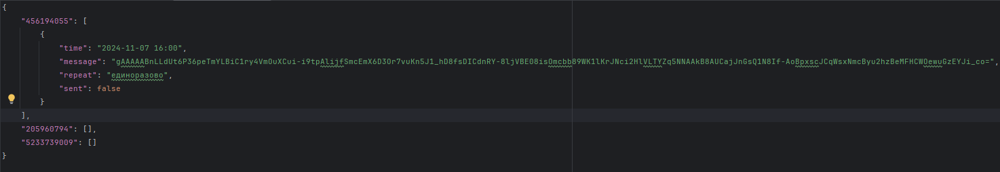 {
"456194055": [
{
"time": "2024-11-07 16:00",
"message": "gAAAAABnLLdUt6P36peTmYLBiC1ry4VmOuXCui-i9tpAlijfSmcEmX6D3Or7vuKn5J1_hD8fsDICdnRY-8ljVBEO8isOmcbb89WK1lKrJNci2HlVLTYZq5NNAAkB8AUCajJnGsQ1N8If-AoBpxscJCqWsxNmcByu2hzBeMFHCWOewuGzEYJi_co=",
"repeat": "единоразово",
"sent": false
}
],
"205960794": [],
"5233739009": []
}